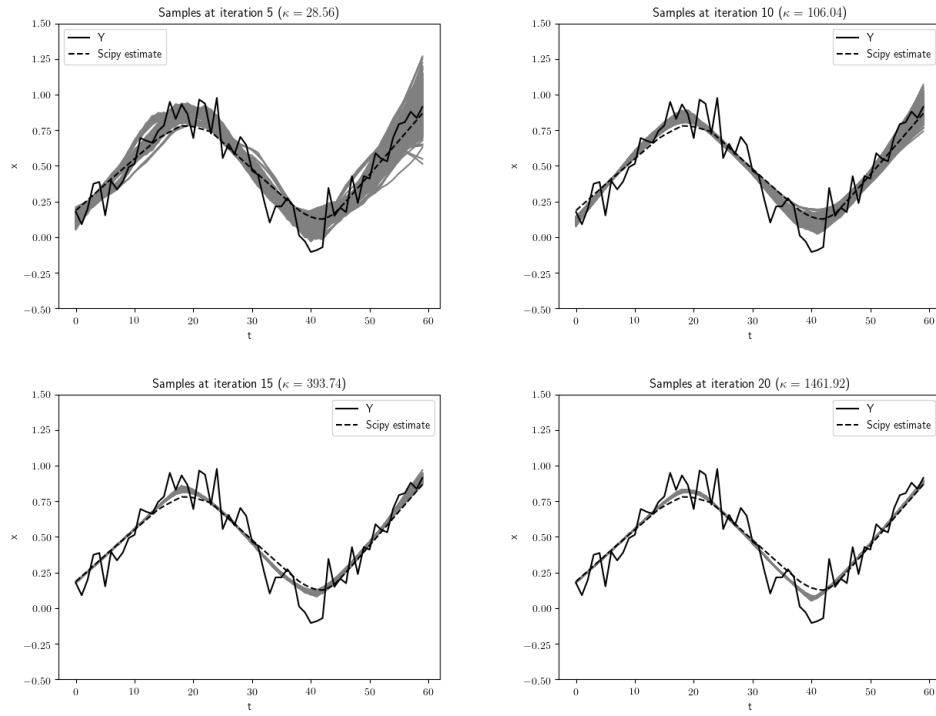 Samples at iteration 5 (κ = 28.56)
1.50
1.25
1.00
0.75
0.50
0.25
0.00
−0.25
−0.50
x
0 10 20 30 40 50 60
t
Y
Scipy estimate
Samples at iteration 10 (κ = 106.04)
1.50
1.25
1.00
0.75
0.50
0.25
0.00
−0.25
−0.50
x
0 10 20 30 40 50 60
t
Y
Scipy estimate
Samples at iteration 15 (κ = 393.74)
1.50
1.25
1.00
0.75
0.50
0.25
0.00
−0.25
−0.50
x
0 10 20 30 40 50 60
t
Y
Scipy estimate
Samples at iteration 20 (κ = 1461.92)
1.50
1.25
1.00
0.75
0.50
0.25
0.00
−0.25
−0.50
x
0 10 20 30 40 50 60
t
Y
Scipy estimate